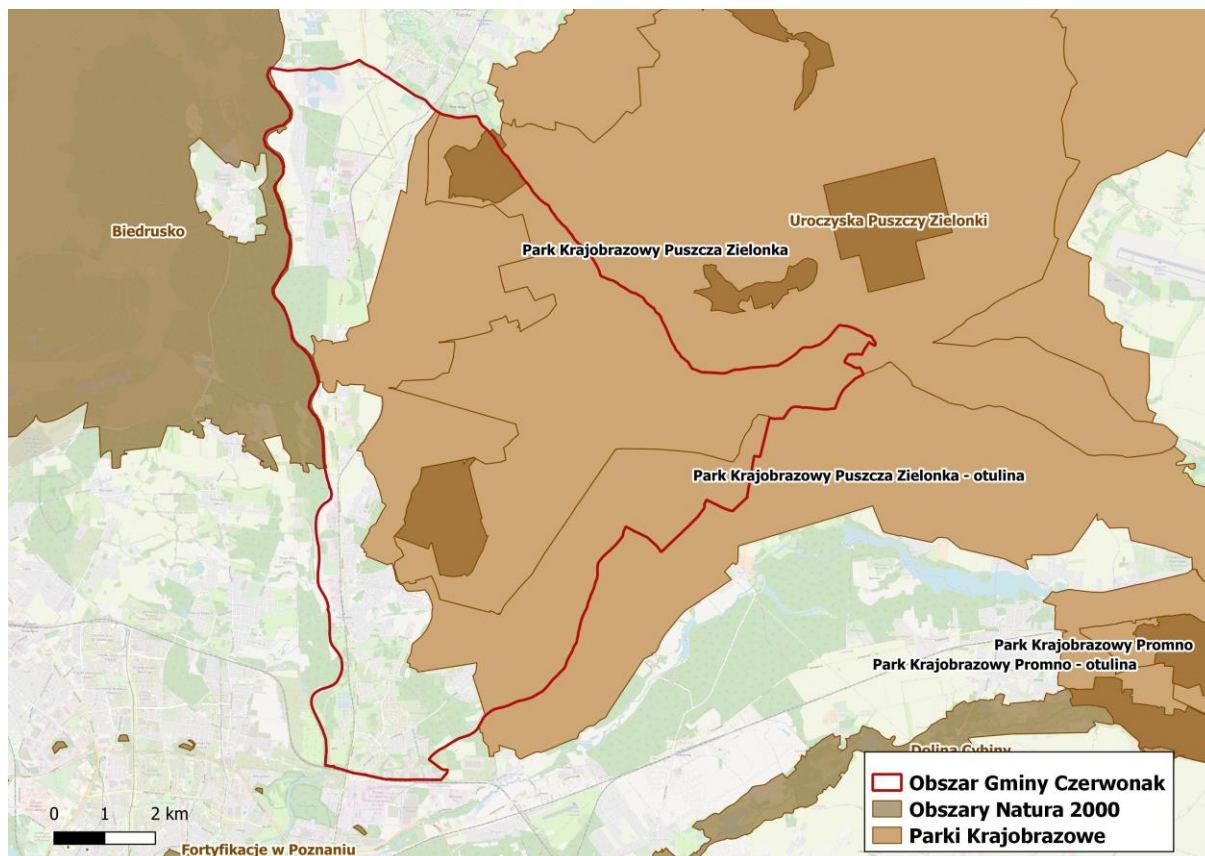 Biedrusko
Uroczyska Puszczy Zielonki
Park Krajobrazowy Puszcza Zielonka
Park Krajobrazowy Puszcza Zielonka - otulina
Park Krajobrazowy Promno
Park Krajobrazowy Promno - otulina
Dolina Cybiny
Obszar Gminy Czerwonak
Obszary Natura 2000
Parki Krajobrazowe
0 1 2 km
Fortyfikacje w Poznaniu